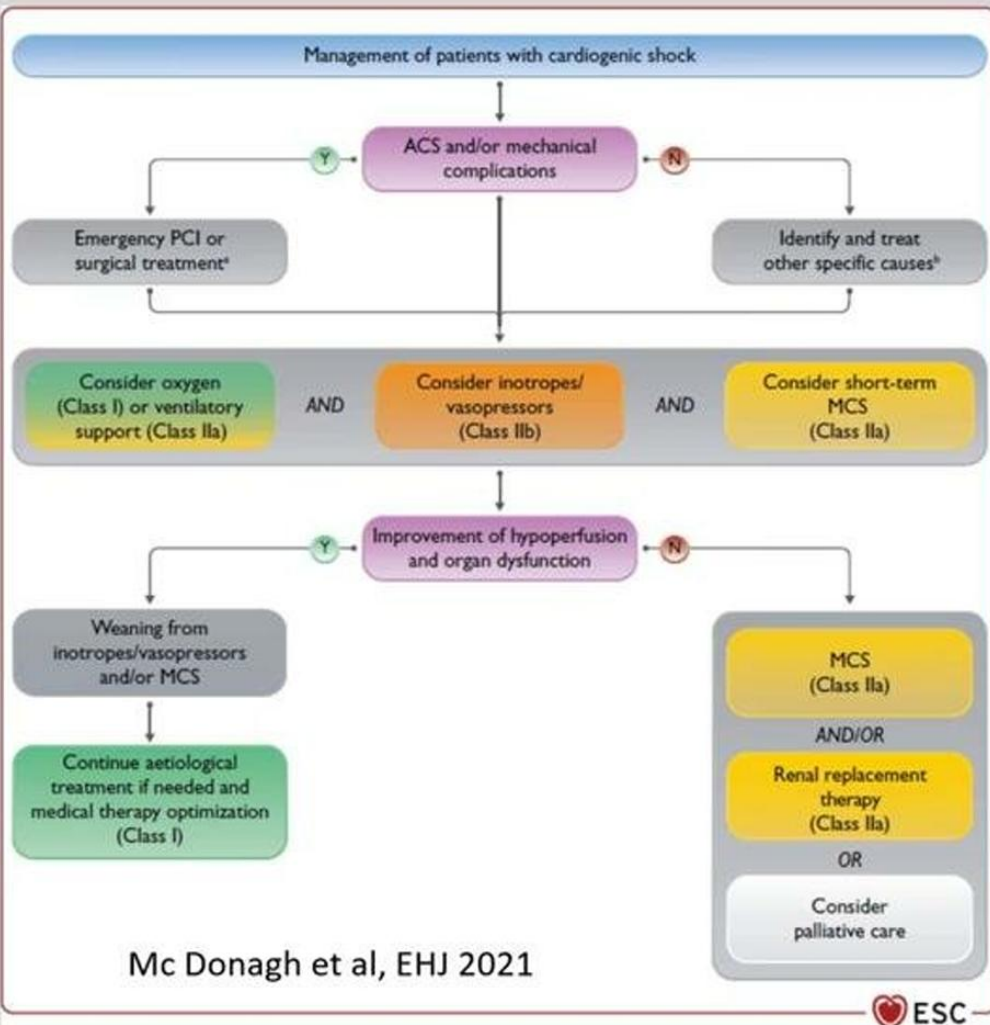 Management of patients with cardiogenic shock
ACS and/or mechanical
complications
Y
N
Emergency PCI or
surgical treatmentᵃ
Identify and treat
other specific causesᵇ
Consider oxygen
(Class I) or ventilatory
support (Class IIa)
AND
Consider inotropes/
vasopressors
(Class IIb)
AND
Consider short-term
MCS
(Class IIa)
Improvement of hypoperfusion
and organ dysfunction
Y
N
Weaning from
inotropes/vasopressors
and/or MCS
Continue aetiological
treatment if needed and
medical therapy optimization
(Class I)
MCS
(Class IIa)
AND/OR
Renal replacement
therapy
(Class IIa)
OR
Consider
palliative care
Mc Donagh et al, EHJ 2021
ESC